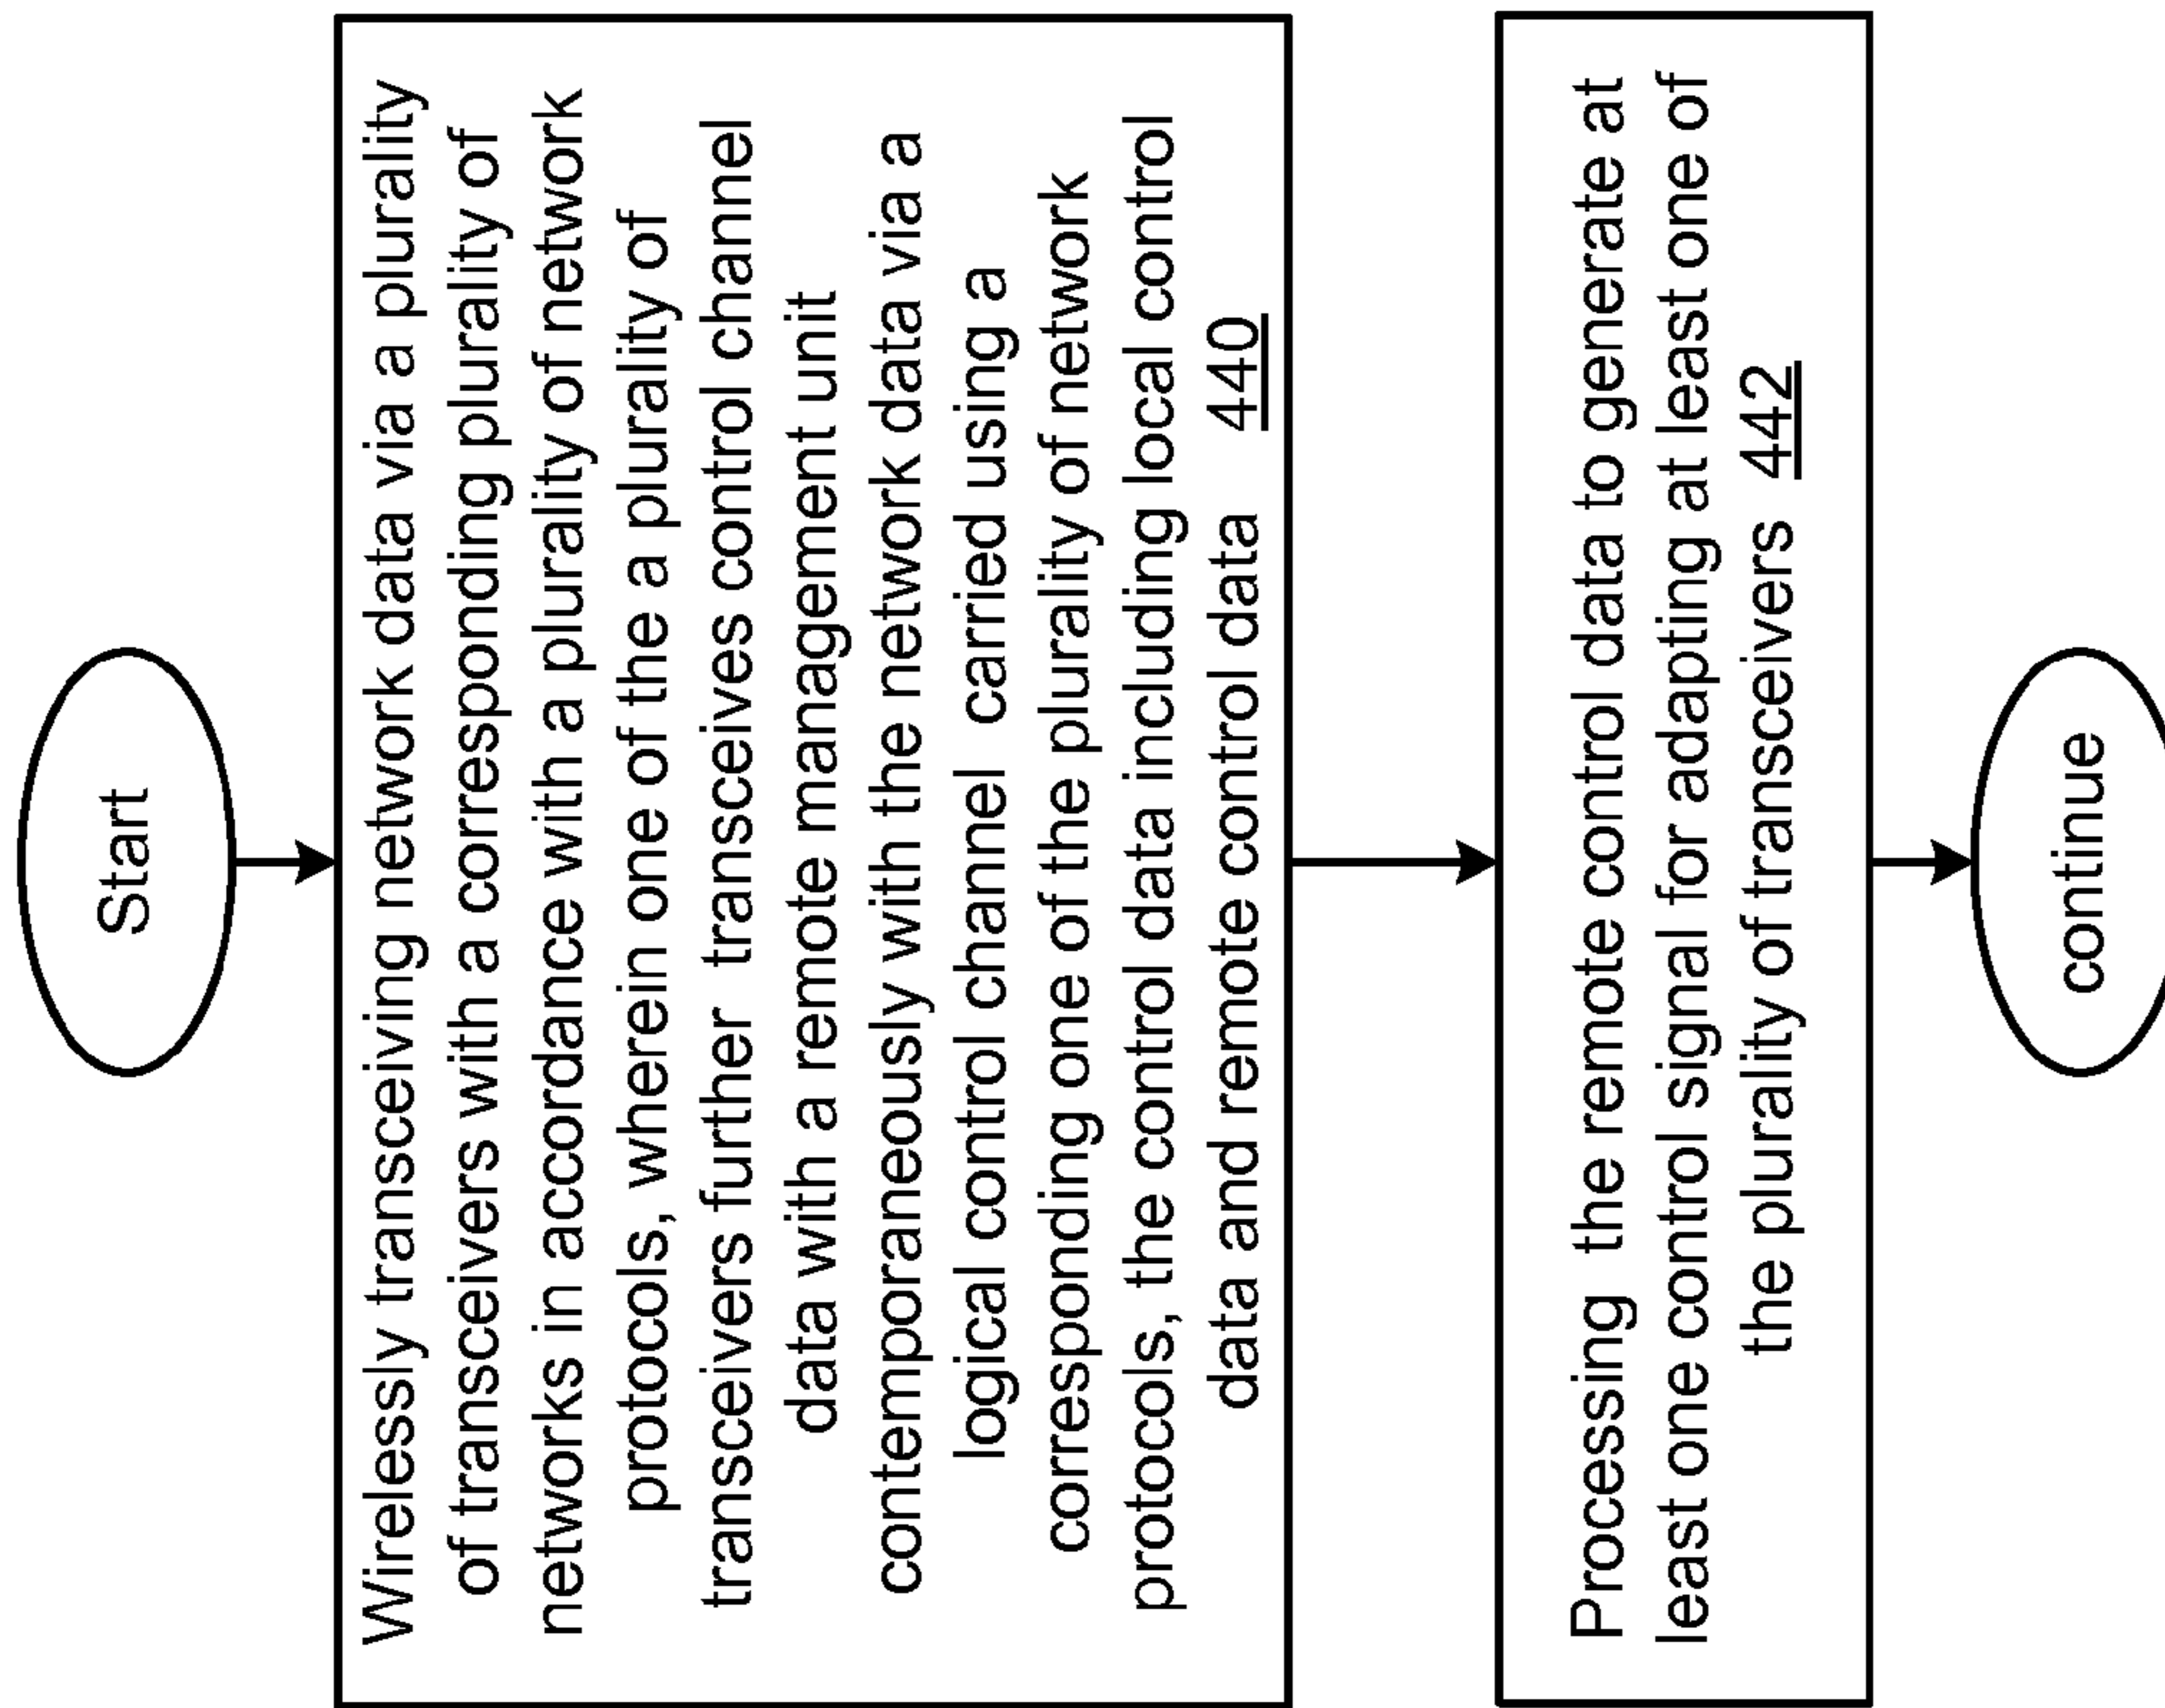 Start
Wirelessly transceiving network data via a plurality
of transceivers with a corresponding plurality of
networks in accordance with a plurality of network
protocols, wherein one of the a plurality of
transceivers further transceives control channel
data with a remote management unit
contemporaneously with the network data via a
logical control channel carried using a
corresponding one of the plurality of network
protocols, the control data including local control
data and remote control data 440
Processing the remote control data to generate at
least one control signal for adapting at least one of
the plurality of transceivers 442
continue